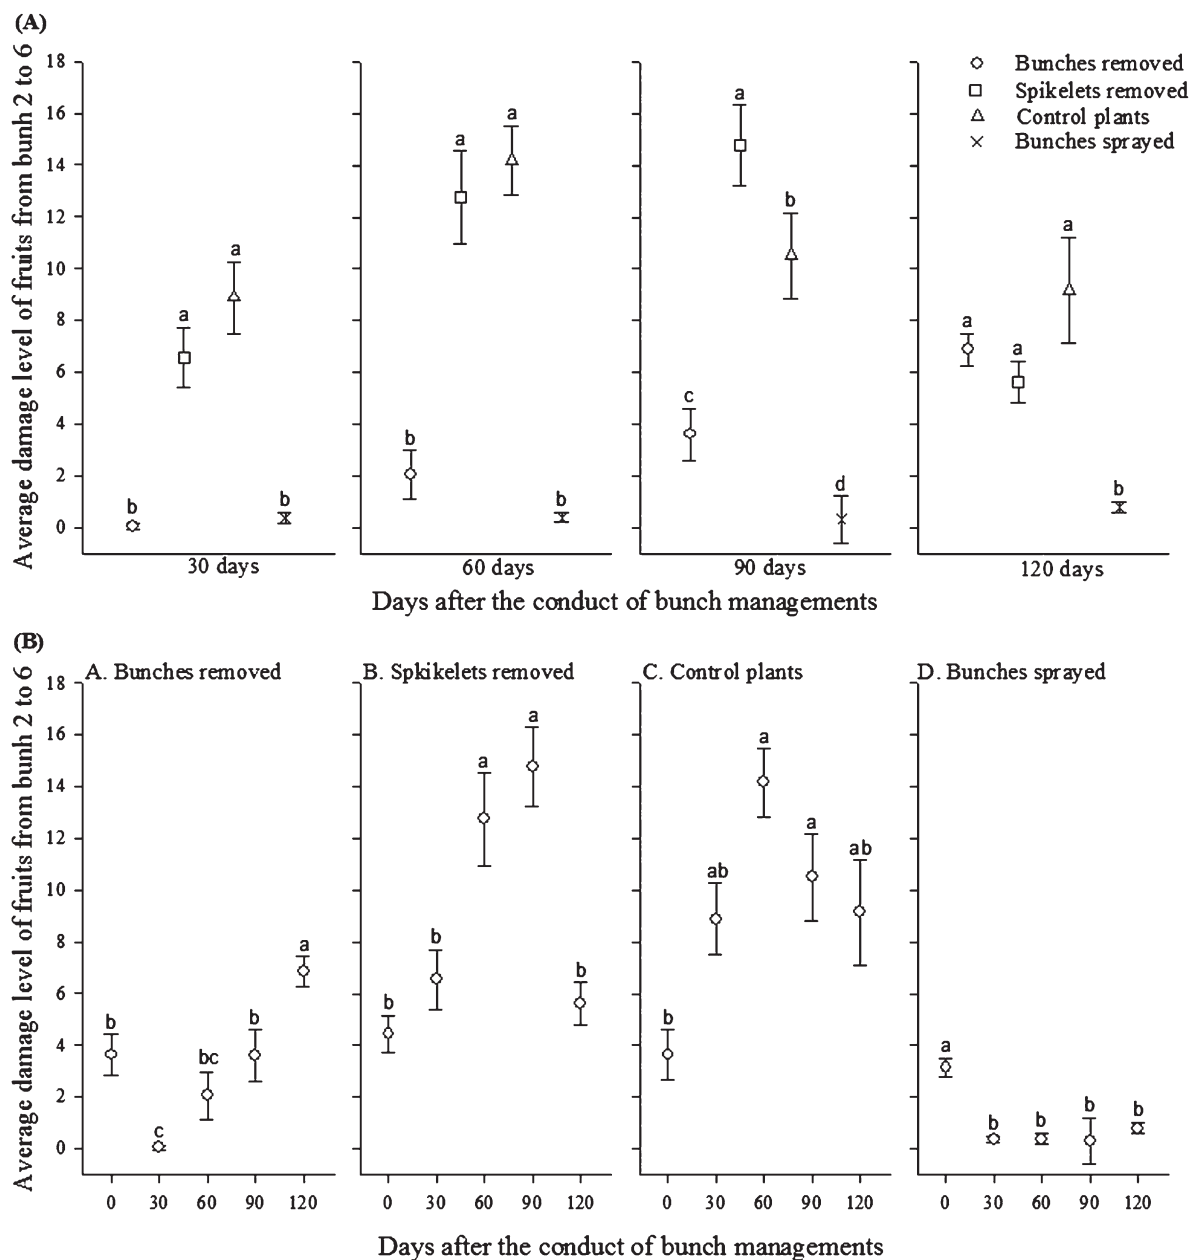 (A)
Average damage level of fruits from bunh 2 to 6
18
16
14
12
10
8
6
4
2
0
b
a
a
b
b
a
a
b
c
a
b
d
a
a
a
b
Bunches removed
Spikelets removed
Control plants
Bunches sprayed
30 days
60 days
90 days
120 days
Days after the conduct of bunch managements
(B)
Average damage level of fruits from bunh 2 to 6
18
16
14
12
10
8
6
4
2
0
A. Bunches removed
b
c
bc
b
a
B. Spkikelets removed
b
b
a
a
b
C. Control plants
b
ab
a
a
ab
D. Bunches sprayed
a
b
b
b
b
0 30 60 90 120
0 30 60 90 120
0 30 60 90 120
0 30 60 90 120
Days after the conduct of bunch managements